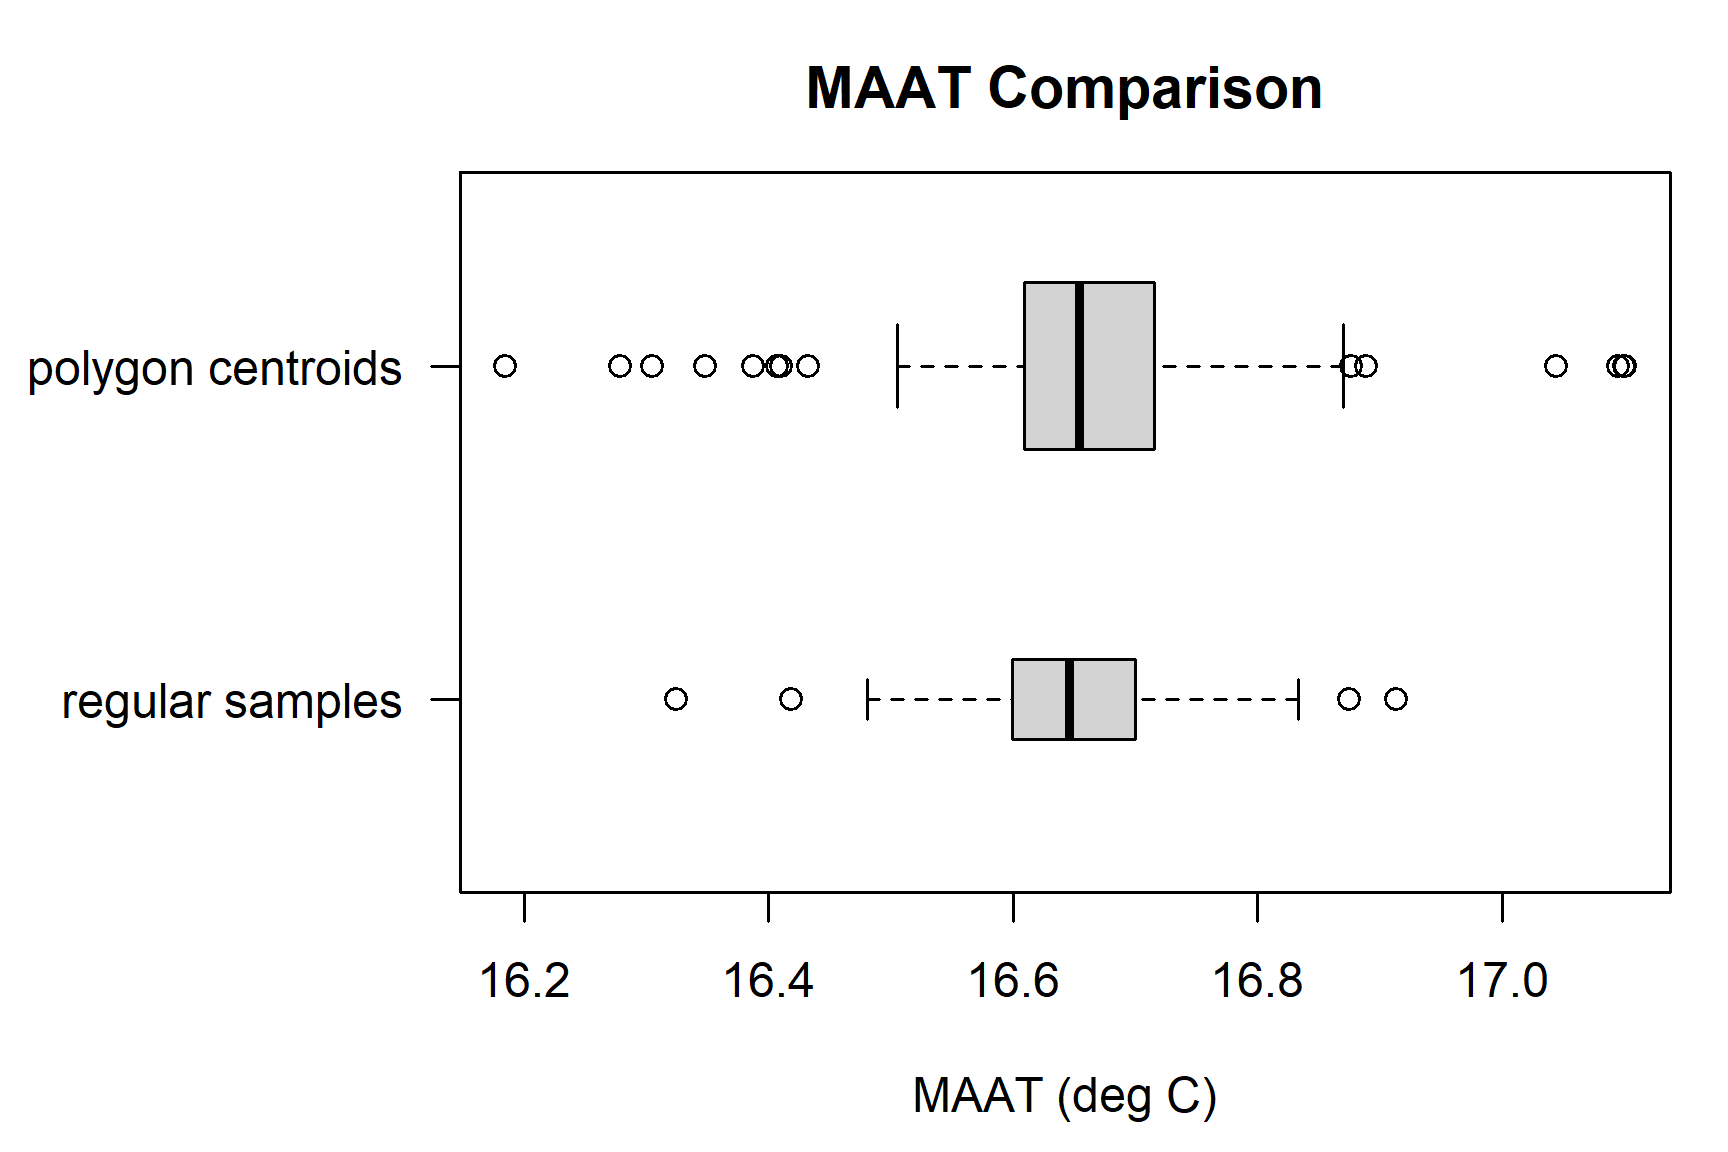 MAAT Comparison
polygon centroids
regular samples
16.2 16.4 16.6 16.8 17.0
MAAT (deg C)